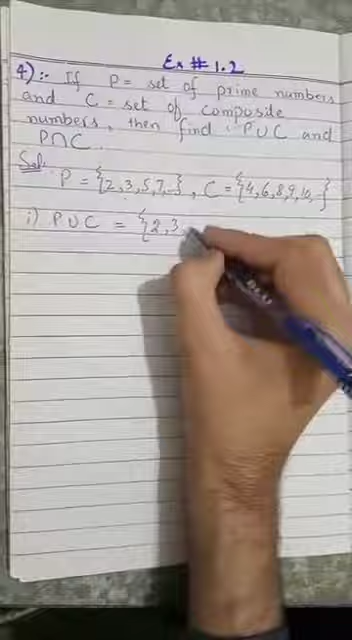 Ex # 1.2
4):- If P = set of prime numbers
and C = set of composite
numbers, then find P∪C and
P∩C.
Sol:
P = {2,3,5,7,...}, C = {4,6,8,9,10,...}
i) P∪C = {2,3,